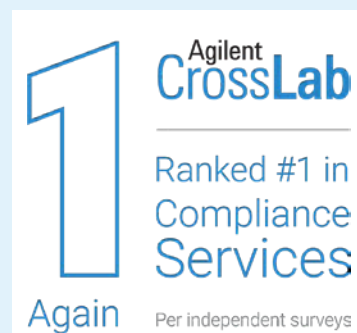 1
Again
Agilent
CrossLab
Ranked #1 in
Compliance
Services
Per independent surveys